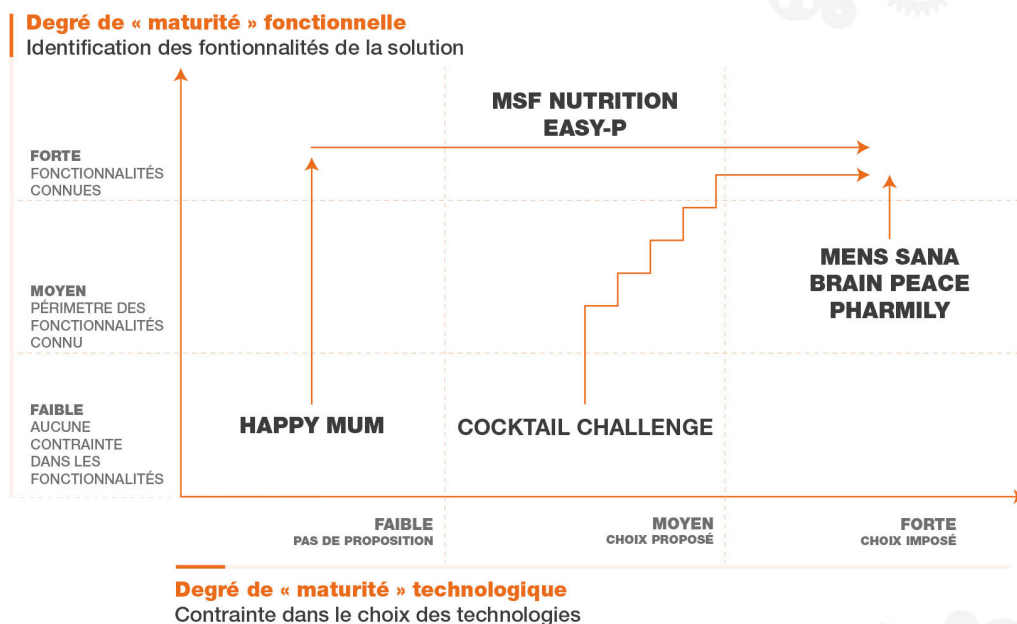 Degré de « maturité » fonctionnelle
Identification des fontionnalités de la solution
MSF NUTRITION
EASY-P
FORTE
FONCTIONNALITÉS
CONNUES
MENS SANA
BRAIN PEACE
PHARMILY
MOYEN
PÉRIMETRE DES
FONCTIONNALITÉS
CONNU
FAIBLE
AUCUNE
CONTRAINTE
DANS LES
FONCTIONNALITÉS
HAPPY MUM
COCKTAIL CHALLENGE
FAIBLE
PAS DE PROPOSITION
MOYEN
CHOIX PROPOSÉ
FORTE
CHOIX IMPOSÉ
Degré de « maturité » technologique
Contrainte dans le choix des technologies